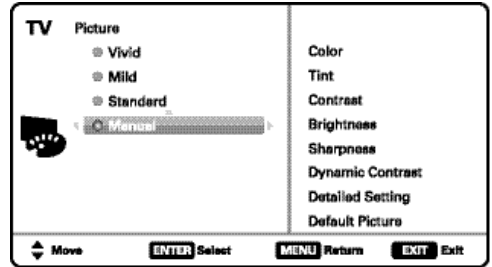 TV Picture
Vivid
Mild
Standard
Manual
Color
Tint
Contrast
Brightness
Sharpness
Dynamic Contrast
Detailed Setting
Default Picture
Move ENTER Select MENU Return EXIT Exit